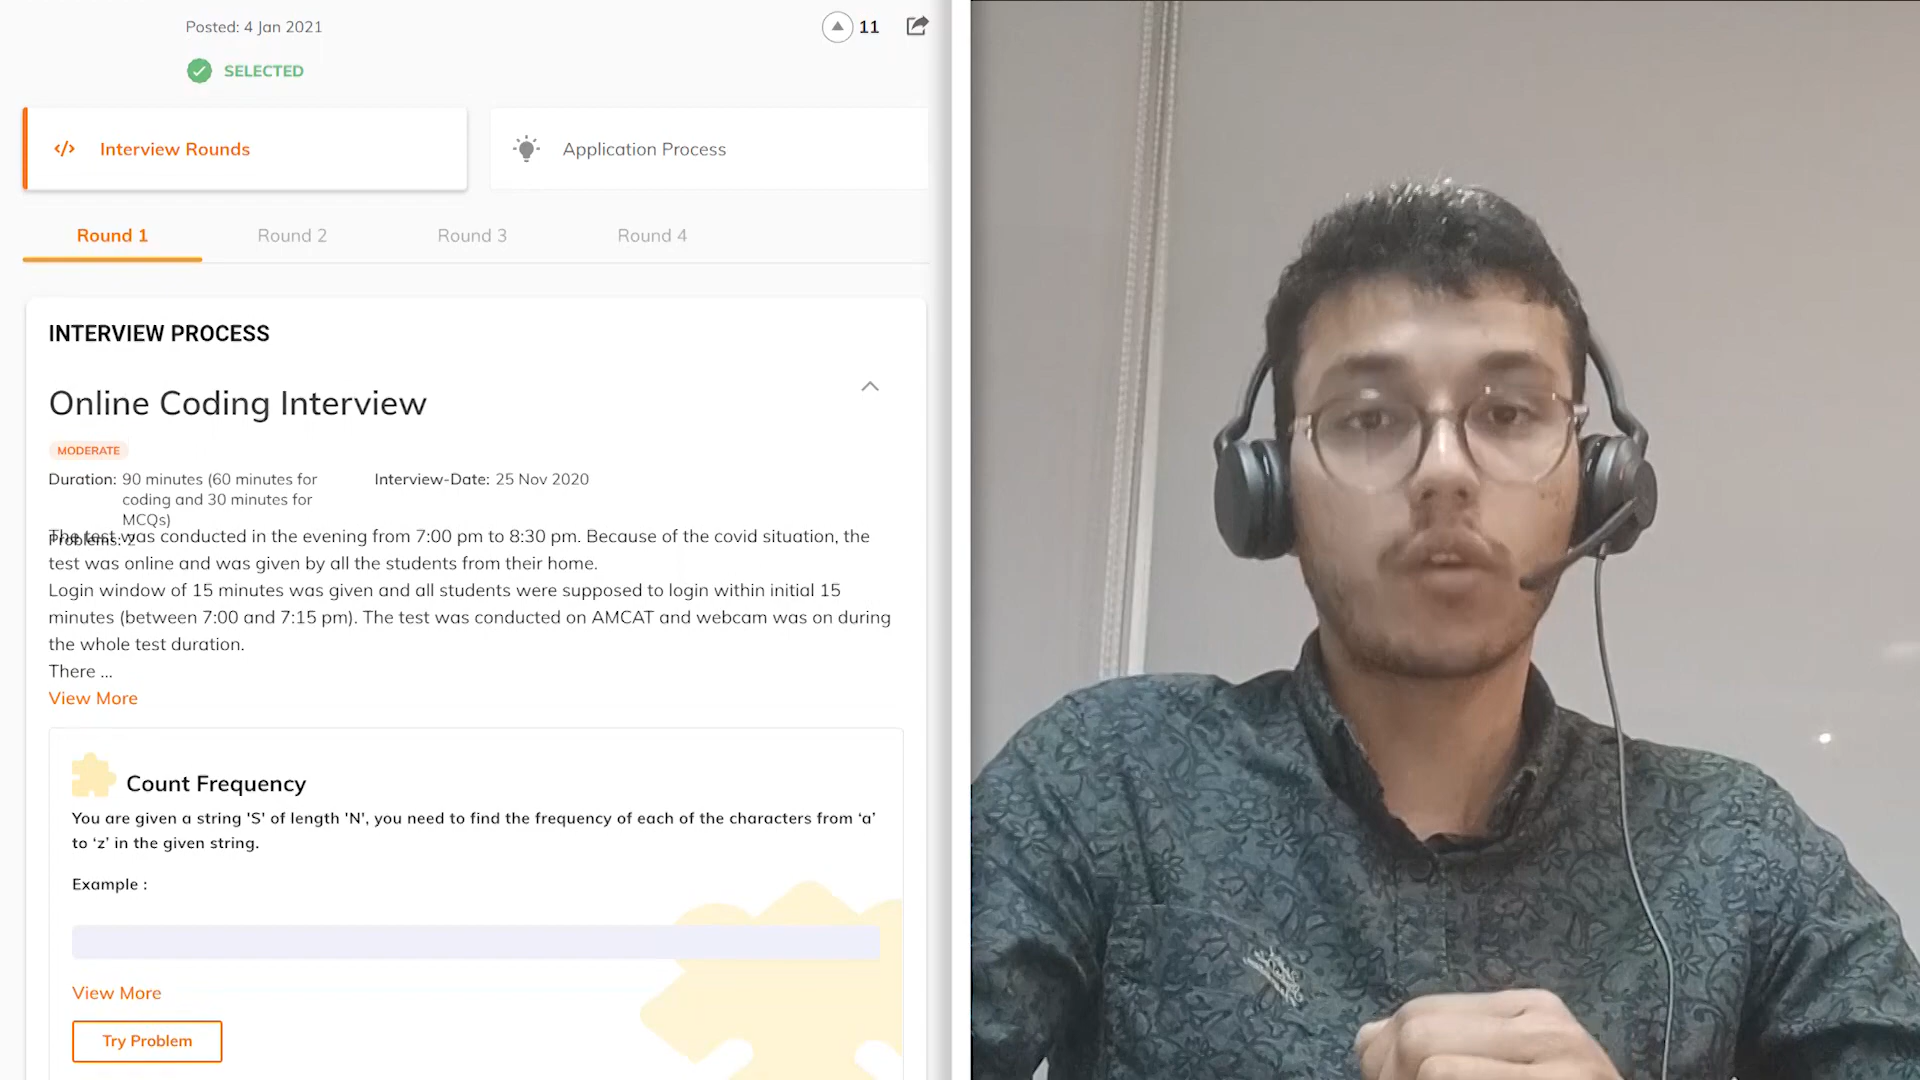 Posted: 4 Jan 2021
11
SELECTED
</> Interview Rounds
Application Process
Round 1
Round 2
Round 3
Round 4
INTERVIEW PROCESS
Online Coding Interview
MODERATE
Duration: 90 minutes (60 minutes for
coding and 30 minutes for
MCQs)
Interview-Date: 25 Nov 2020
Problems: 2
The test was conducted in the evening from 7:00 pm to 8:30 pm. Because of the covid situation, the
test was online and was given by all the students from their home.
Login window of 15 minutes was given and all students were supposed to login within initial 15
minutes (between 7:00 and 7:15 pm). The test was conducted on AMCAT and webcam was on during
the whole test duration.
There ...
View More
Count Frequency
You are given a string 'S' of length 'N', you need to find the frequency of each of the characters from ‘a’
to ‘z’ in the given string.
Example :
View More
Try Problem